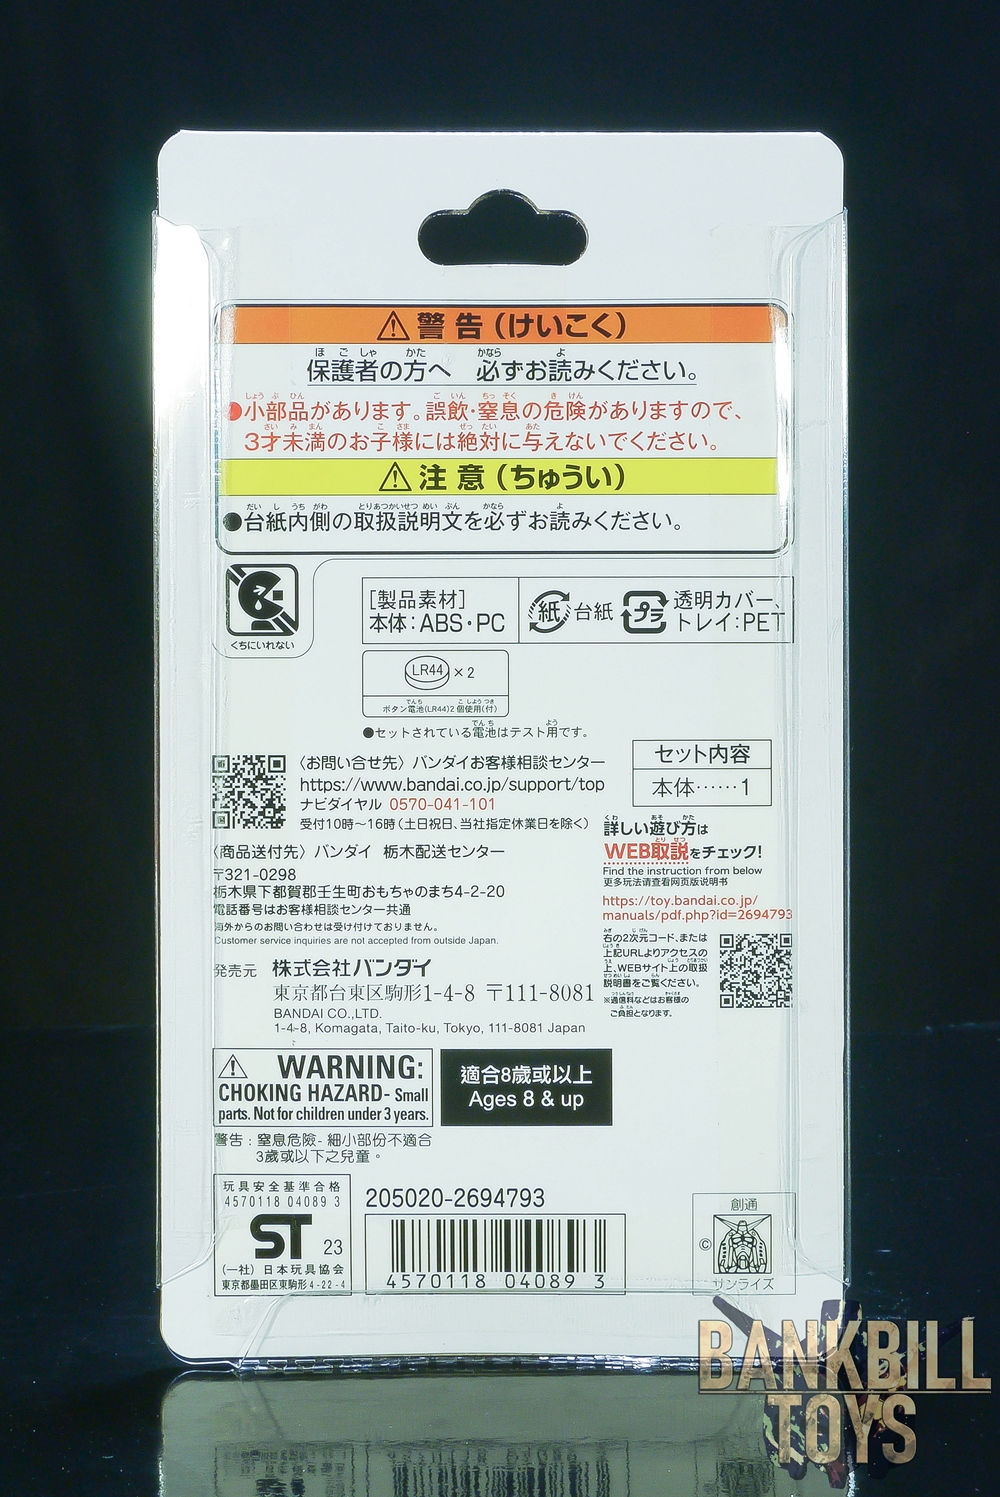 警告(けいこく)
保護者の方へ 必ずお読みください。
●小部品があります。誤飲・窒息の危険がありますので、
3才未満のお子様には絶対に与えないでください。
注意(ちゅうい)
●台紙内側の取扱説明文を必ずお読みください。
くちにいれない
[製品素材]
本体:ABS・PC
紙 台紙
プラ 透明カバー、
トレイ:PET
LR44 ×2
ボタン電池(LR44)2個使用(付)
●セットされている電池はテスト用です。
セット内容
本体……1
〈お問い合せ先〉バンダイお客様相談センター
https://www.bandai.co.jp/support/top
ナビダイヤル 0570-041-101
受付10時〜16時(土日祝日、当社指定休業日を除く)
〈商品送付先〉バンダイ 栃木配送センター
〒321-0298
栃木県下都賀郡壬生町おもちゃのまち4-2-20
電話番号はお客様相談センター共通
海外からのお問い合わせは受け付けておりません。
Customer service inquiries are not accepted from outside Japan.
詳しい遊び方は
WEB取説をチェック!
Find the instruction from below
更多玩法请查看网页版说明书
https://toy.bandai.co.jp/
manuals/pdf.php?id=2694793
右の2次元コード、または
上記URLよりアクセスの
上、WEBサイト上の取扱
説明書をご覧ください。
※通信料などはお客様の
ご負担となります。
発売元 株式会社バンダイ
東京都台東区駒形1-4-8 〒111-8081
BANDAI CO.,LTD.
1-4-8, Komagata, Taito-ku, Tokyo, 111-8081 Japan
WARNING:
CHOKING HAZARD- Small
parts. Not for children under 3 years.
適合8歲或以上
Ages 8 & up
警告:窒息危險- 細小部份不適合
3歲或以下之兒童。
玩具安全基準合格
4570118 04089 3
ST 23
(一社)日本玩具協会
東京都墨田区東駒形4-22-4
205020-2694793
4570118 04089 3
創通
©
サンライズ
BANKBILL
TOYS